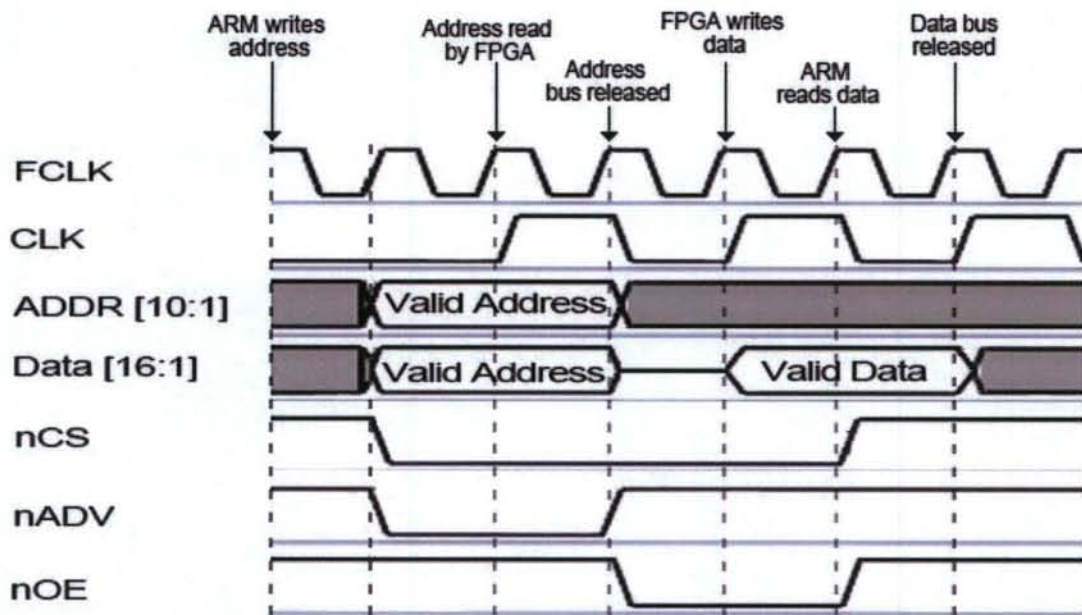 ARM writes
address
Address read
by FPGA
Address
bus released
FPGA writes
data
ARM
reads data
Data bus
released
FCLK
CLK
ADDR [10:1]
Valid Address
Data [16:1]
Valid Address
Valid Data
nCS
nADV
nOE